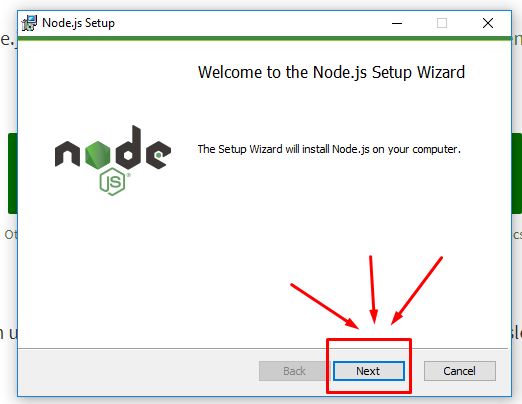 Node.js Setup
Welcome to the Node.js Setup Wizard
node
JS
®
The Setup Wizard will install Node.js on your computer.
Back
Next
Cancel